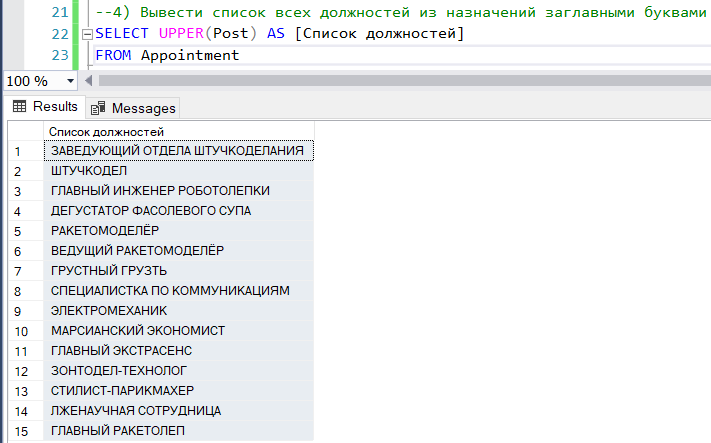 21 --4) Вывести список всех должностей из назначений заглавными буквами
22 SELECT UPPER(Post) AS [Список должностей]
23 FROM Appointment
100 %
Results Messages
Список должностей
1 ЗАВЕДУЮЩИЙ ОТДЕЛА ШТУЧКОДЕЛАНИЯ
2 ШТУЧКОДЕЛ
3 ГЛАВНЫЙ ИНЖЕНЕР РОБОТОЛЕПКИ
4 ДЕГУСТАТОР ФАСОЛЕВОГО СУПА
5 РАКЕТОМОДЕЛЁР
6 ВЕДУЩИЙ РАКЕТОМОДЕЛЁР
7 ГРУСТНЫЙ ГРУЗТЬ
8 СПЕЦИАЛИСТКА ПО КОММУНИКАЦИЯМ
9 ЭЛЕКТРОМЕХАНИК
10 МАРСИАНСКИЙ ЭКОНОМИСТ
11 ГЛАВНЫЙ ЭКСТРАСЕНС
12 ЗОНТОДЕЛ-ТЕХНОЛОГ
13 СТИЛИСТ-ПАРИКМАХЕР
14 ЛЖЕНАУЧНАЯ СОТРУДНИЦА
15 ГЛАВНЫЙ РАКЕТОЛЕП